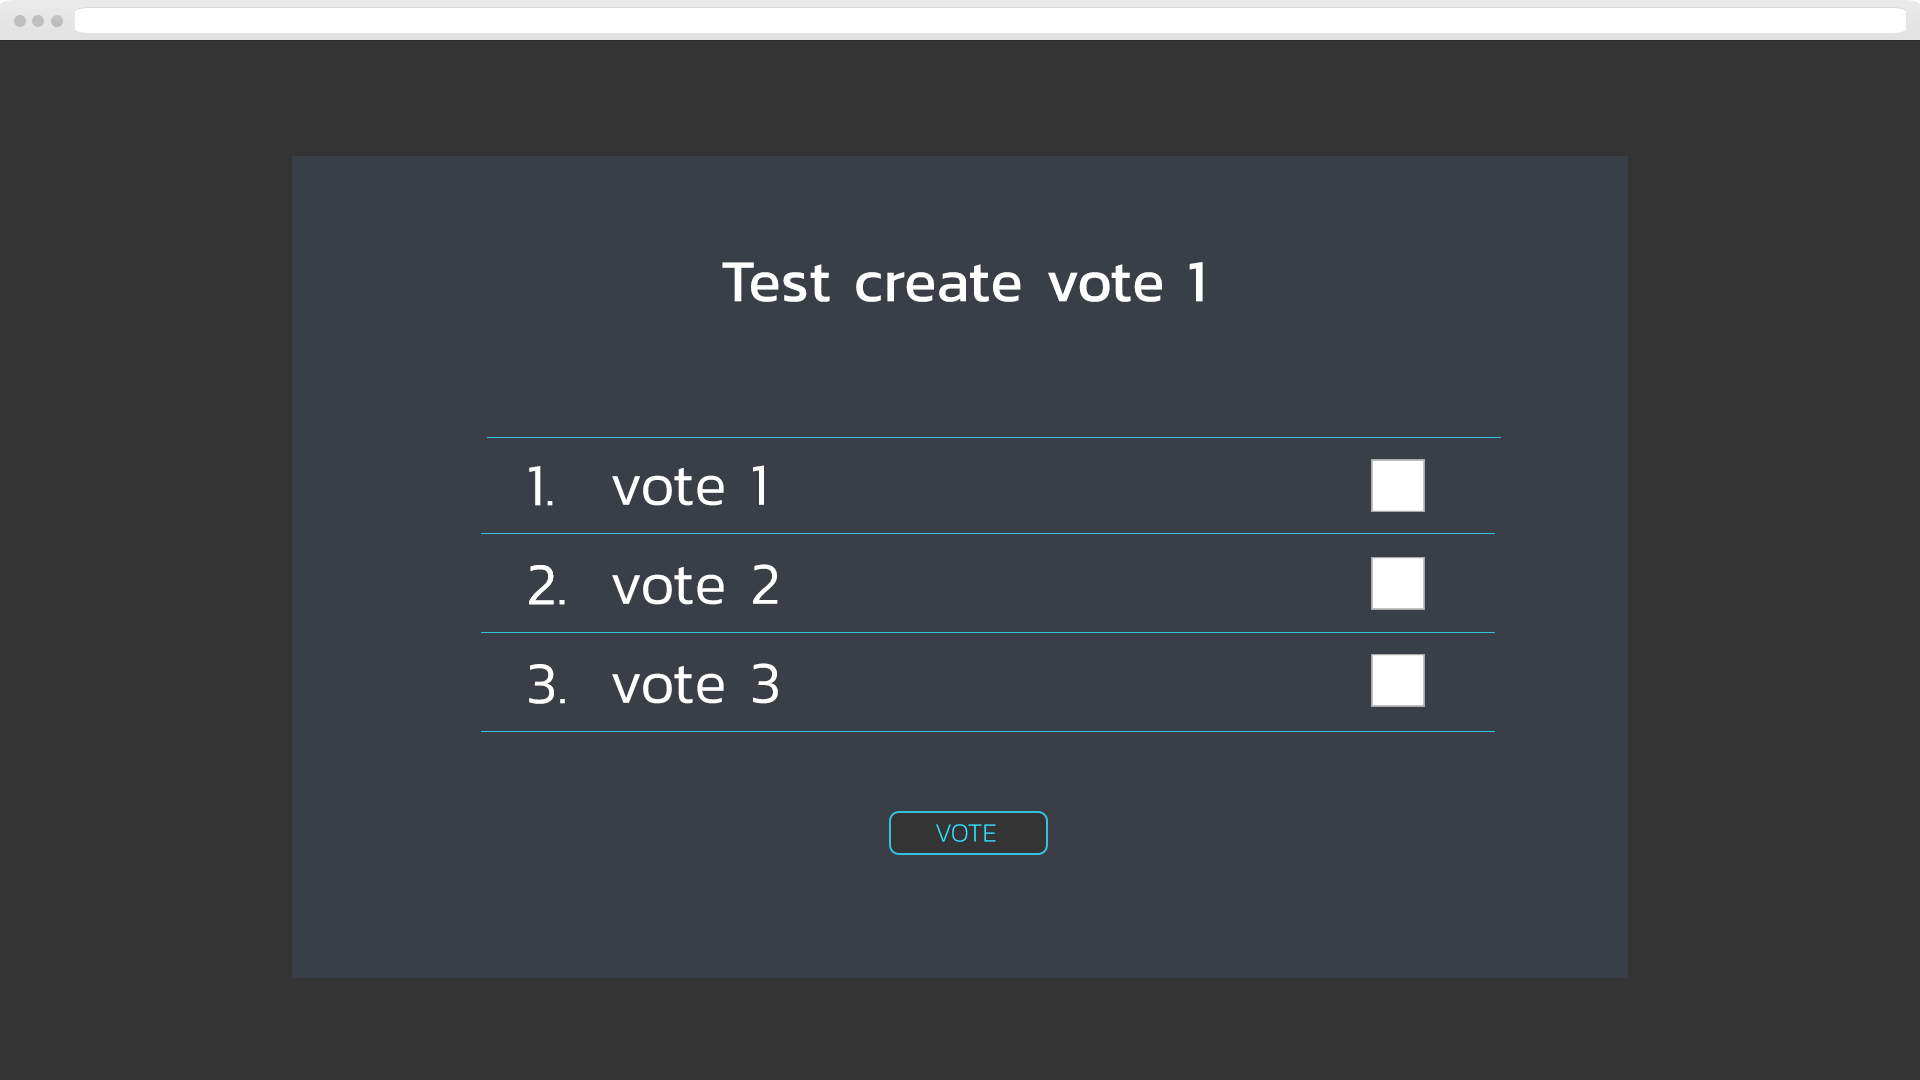 Test create vote 1
1. vote 1
2. vote 2
3. vote 3
VOTE